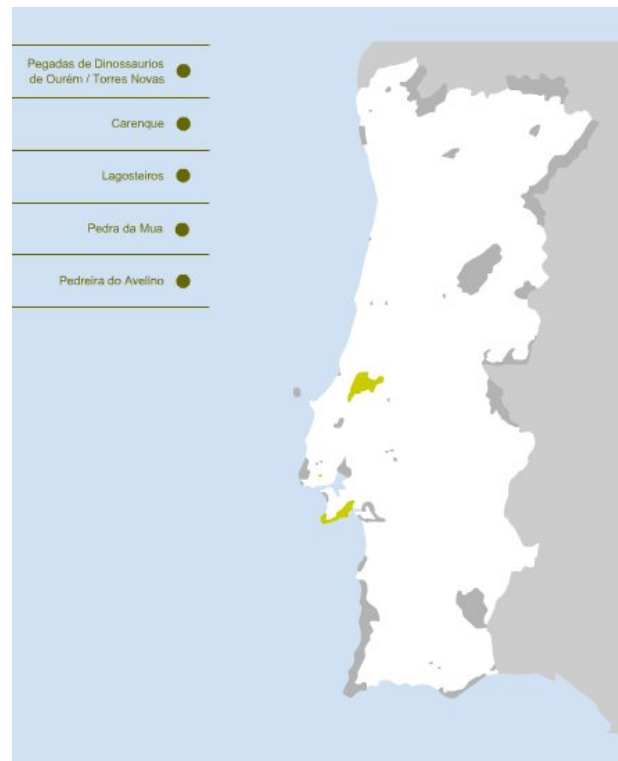 Pegadas de Dinossaurios
de Ourém / Torres Novas
Carenque
Lagosteiros
Pedra da Mua
Pedreira do Avelino